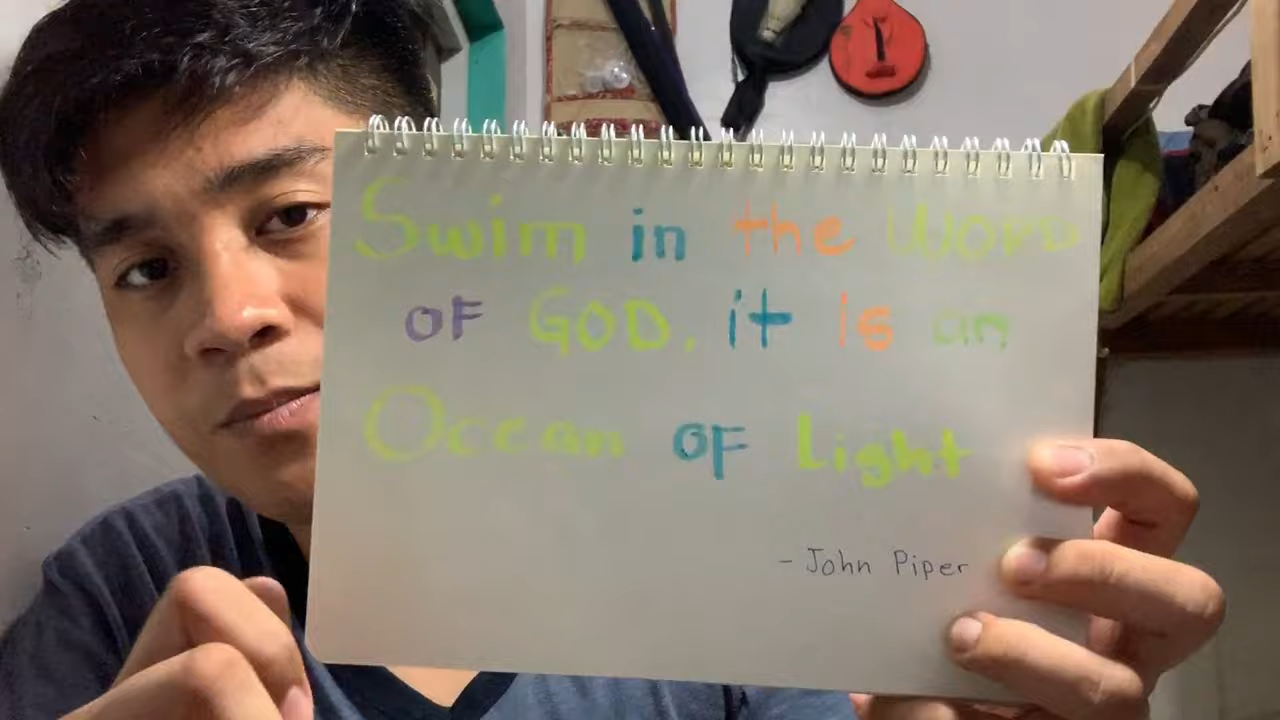 Swim in the Word
OF GOD. it is an
Ocean OF Light
- John Piper